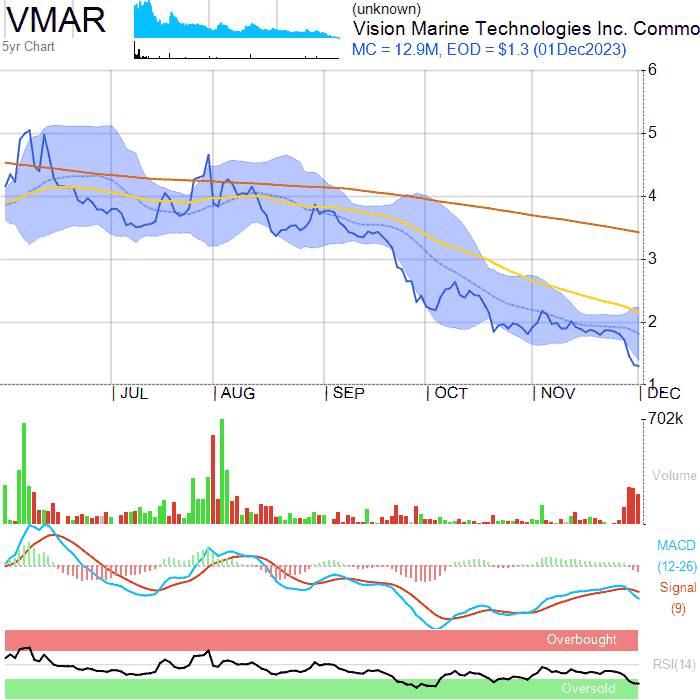 VMAR
5yr Chart
(unknown)
Vision Marine Technologies Inc. Commo
MC = 12.9M, EOD = $1.3 (01Dec2023)
6
5
4
3
2
1
JUL
AUG
SEP
OCT
NOV
DEC
702k
Volume
MACD
(12-26)
Signal
(9)
Overbought
RSI(14)
Oversold